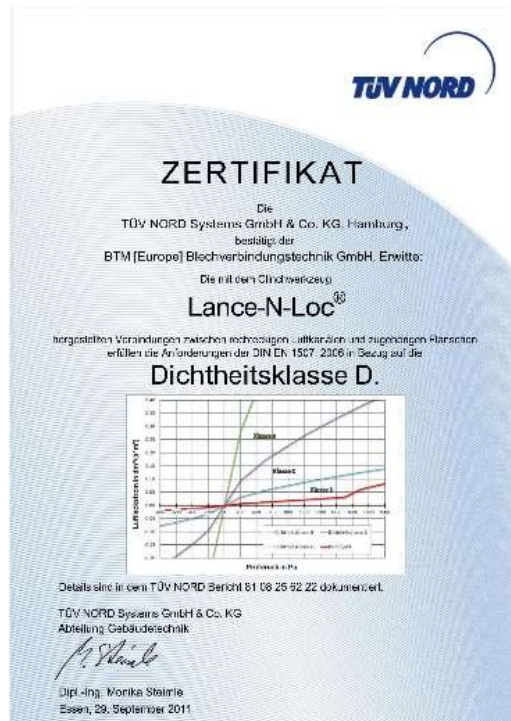 TÜV NORD
ZERTIFIKAT
Die
TÜV NORD Systems GmbH & Co. KG, Hamburg,
bestätigt der
BTM [Europe] Blechverbindungstechnik GmbH, Erwitte:
Die mit dem Clinchwerkzeug
Lance-N-Loc®
hergestellten Verbindungen zwischen rechteckigen Luftkanälen und zugehörigen Flanschen
erfüllen die Anforderungen der DIN EN 1507: 2006 in Bezug auf die
Dichtheitsklasse D.
Klasse C
Prüfdruck in Pa
Details sind in dem TÜV NORD Bericht 81 08 25 62 22 dokumentiert.
TÜV NORD Systems GmbH & Co. KG
Abteilung Gebäudetechnik
Dipl.-Ing. Monika Steimle
Essen, 29. September 2011